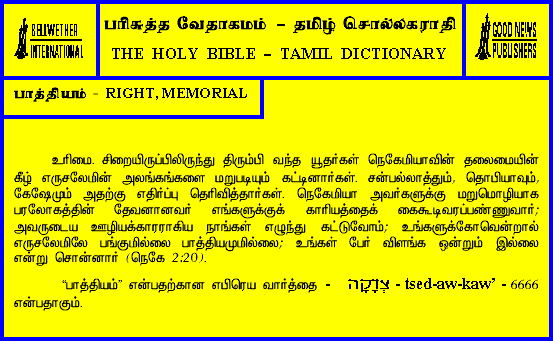 BELLWETHER
INTERNATIONAL
பரிசுத்த வேதாகமம் – தமிழ் சொல்லகராதி
THE HOLY BIBLE – TAMIL DICTIONARY
GOOD NEWS
PUBLISHERS
பாத்தியம் - RIGHT, MEMORIAL
உரிமை. சிறையிருப்பிலிருந்து திரும்பி வந்த யூதர்கள் நெகேமியாவின் தலைமையின்
கீழ் எருசலேமின் அலங்கங்களை மறுபடியும் கட்டினார்கள். சன்பல்லாத்தும், தொபியாவும்,
கேஷேமும் அதற்கு எதிர்ப்பு தெரிவித்தார்கள். நெகேமியா அவர்களுக்கு மறுமொழியாக
பரலோகத்தின் தேவனானவர் எங்களுக்குக் காரியத்தைக் கைகூடிவரப்பண்ணுவார்;
அவருடைய ஊழியக்காரராகிய நாங்கள் எழுந்து கட்டுவோம்; உங்களுக்கோவென்றால்
எருசலேமிலே பங்குமில்லை பாத்தியமுமில்லை; உங்கள் பேர் விளங்க ஒன்றும் இல்லை
என்று சொன்னார் (நெகே 2:20).
“பாத்தியம்” என்பதற்கான எபிரெய வார்த்தை - צְדָקָה - tsed-aw-kaw’ - 6666
என்பதாகும்.